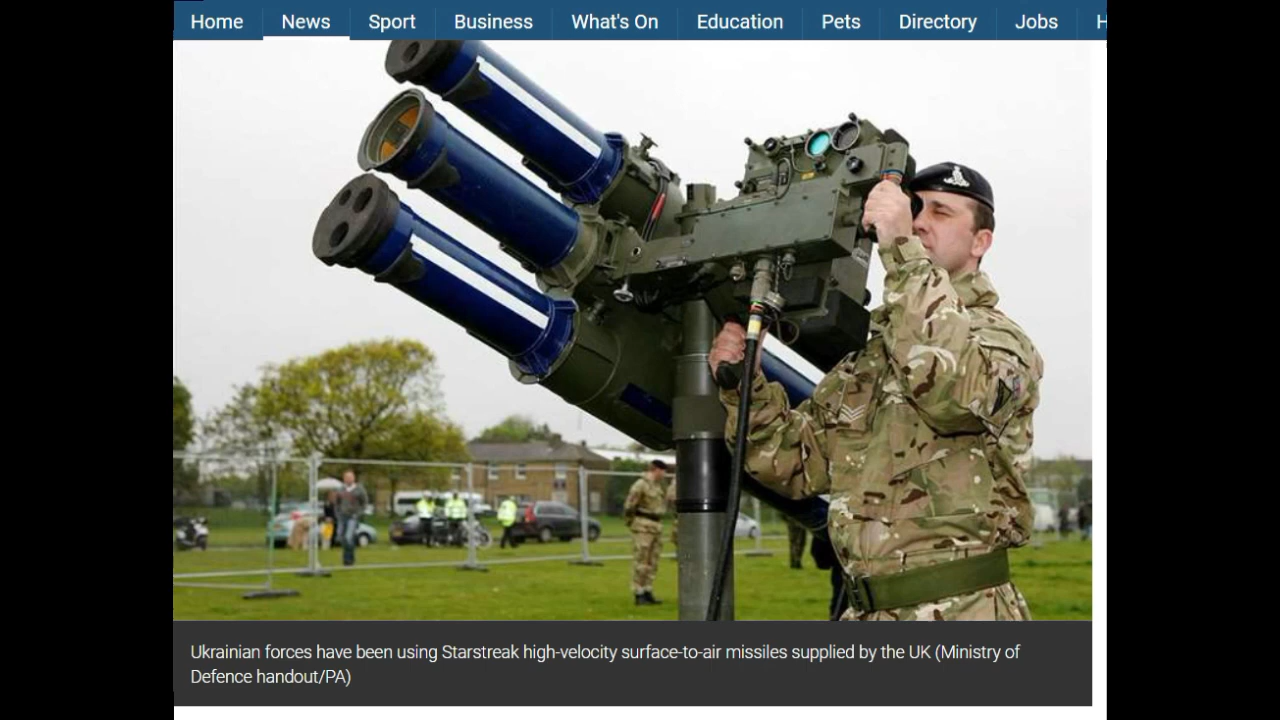 Home News Sport Business What's On Education Pets Directory Jobs H
Ukrainian forces have been using Starstreak high-velocity surface-to-air missiles supplied by the UK (Ministry of
Defence handout/PA)